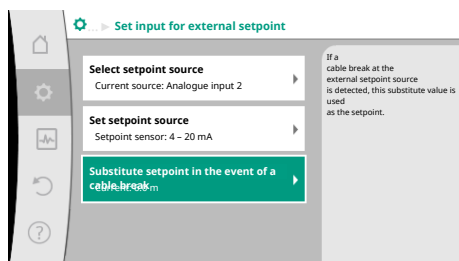 ... Set input for external setpoint
Select setpoint source
Current source: Analogue input 2
Set setpoint source
Setpoint sensor: 4 – 20 mA
Substitute setpoint in the event of a
cable break
m
If a
cable break at the
external setpoint source
is detected, this substitute value is
used
as the setpoint.
?